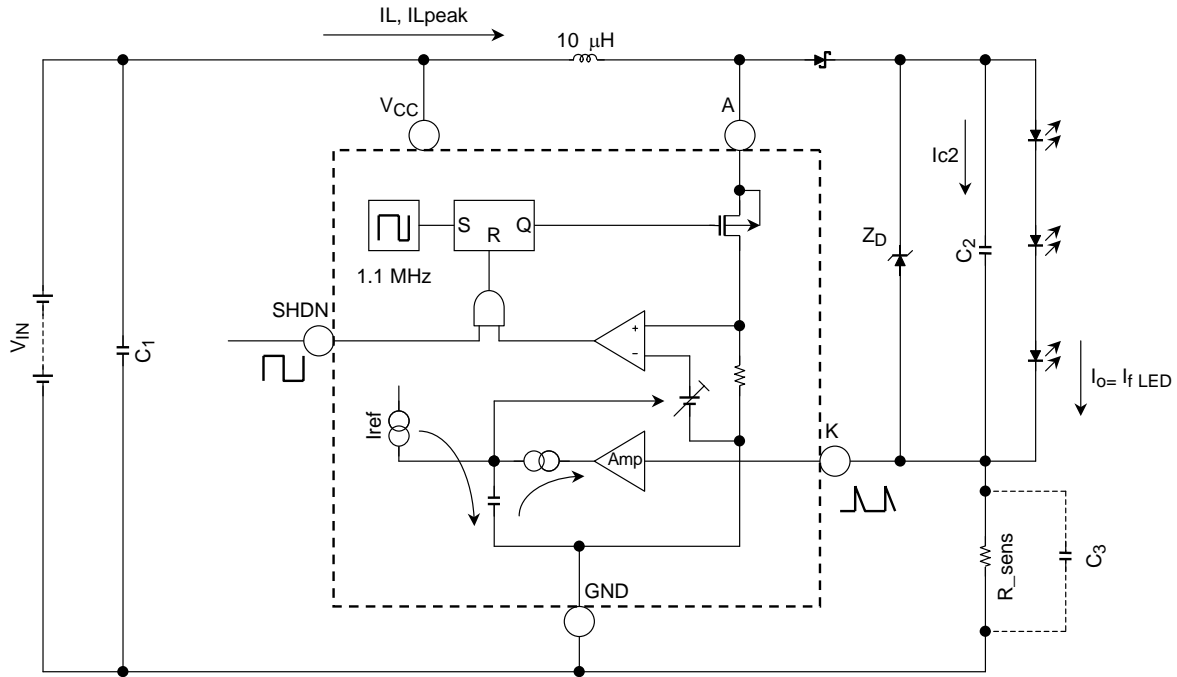 IL, ILpeak
10 μH
VCC
A
Ic2
S
R
Q
1.1 MHz
ZD
C2
SHDN
+
−
VIN
C1
Io= If LED
Iref
K
Amp
GND
R_sens
C3